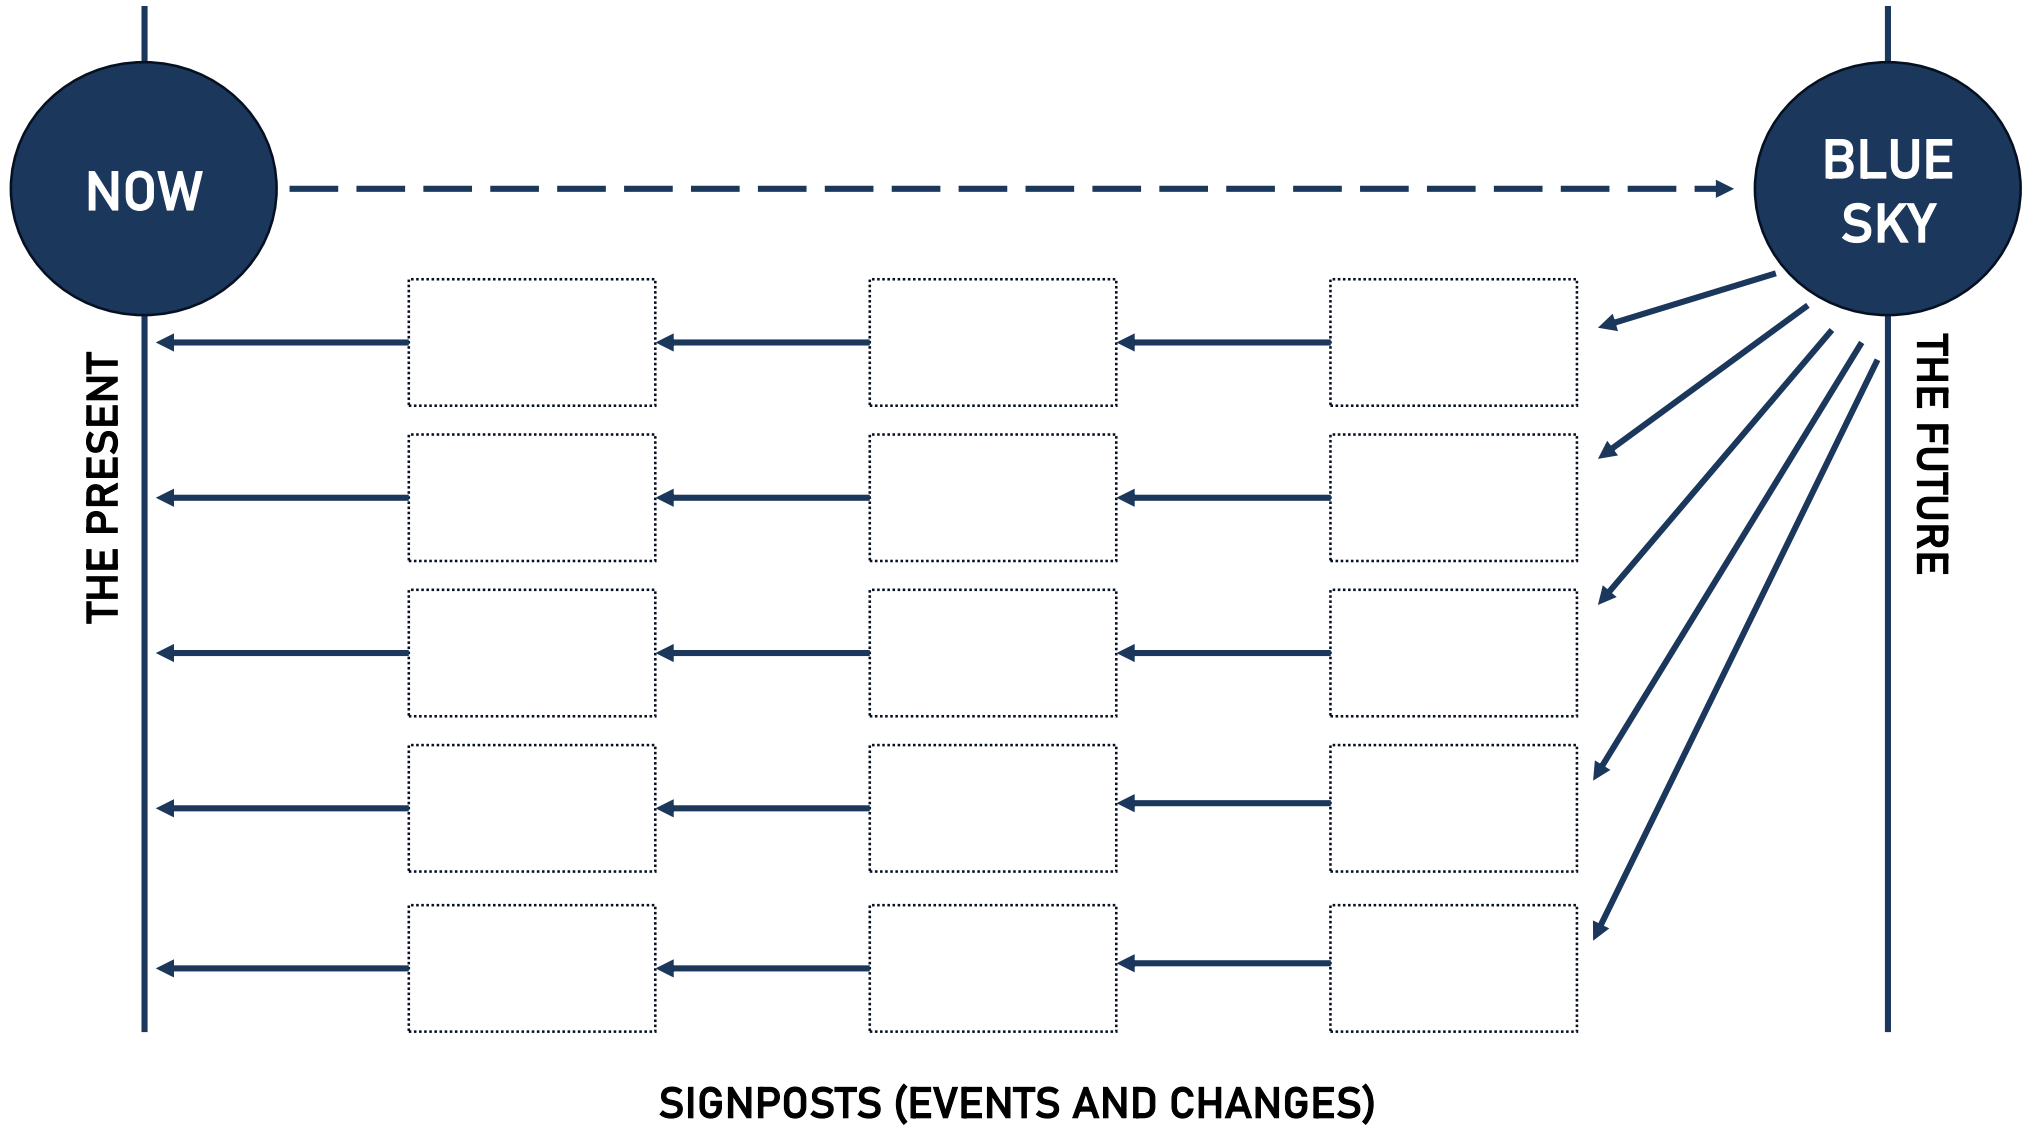 NOW
BLUE
SKY
THE PRESENT
THE FUTURE
SIGNPOSTS (EVENTS AND CHANGES)